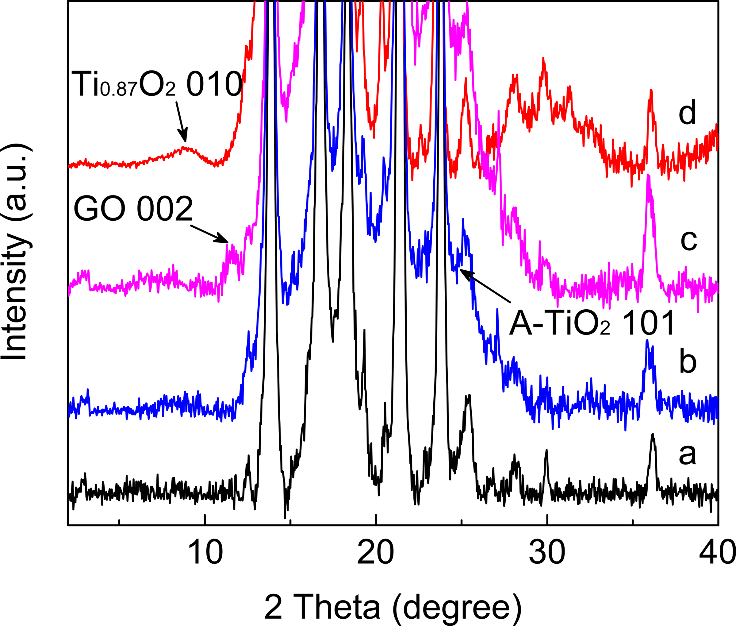 Ti0.87O2 010
d
GO 002
c
A-TiO2 101
b
a
Intensity (a.u.)
10 20 30 40
2 Theta (degree)